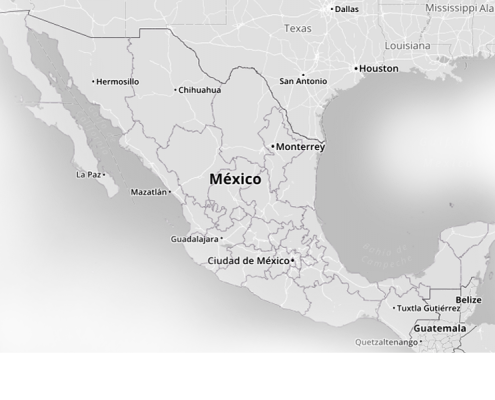 Dallas
Mississippi Ala
Texas
Louisiana
Houston
San Antonio
Hermosillo
Chihuahua
Monterrey
La Paz
México
Mazatlán
Guadalajara
Ciudad de México
Belize
Tuxtla Gutiérrez
Guatemala
Quetzaltenango